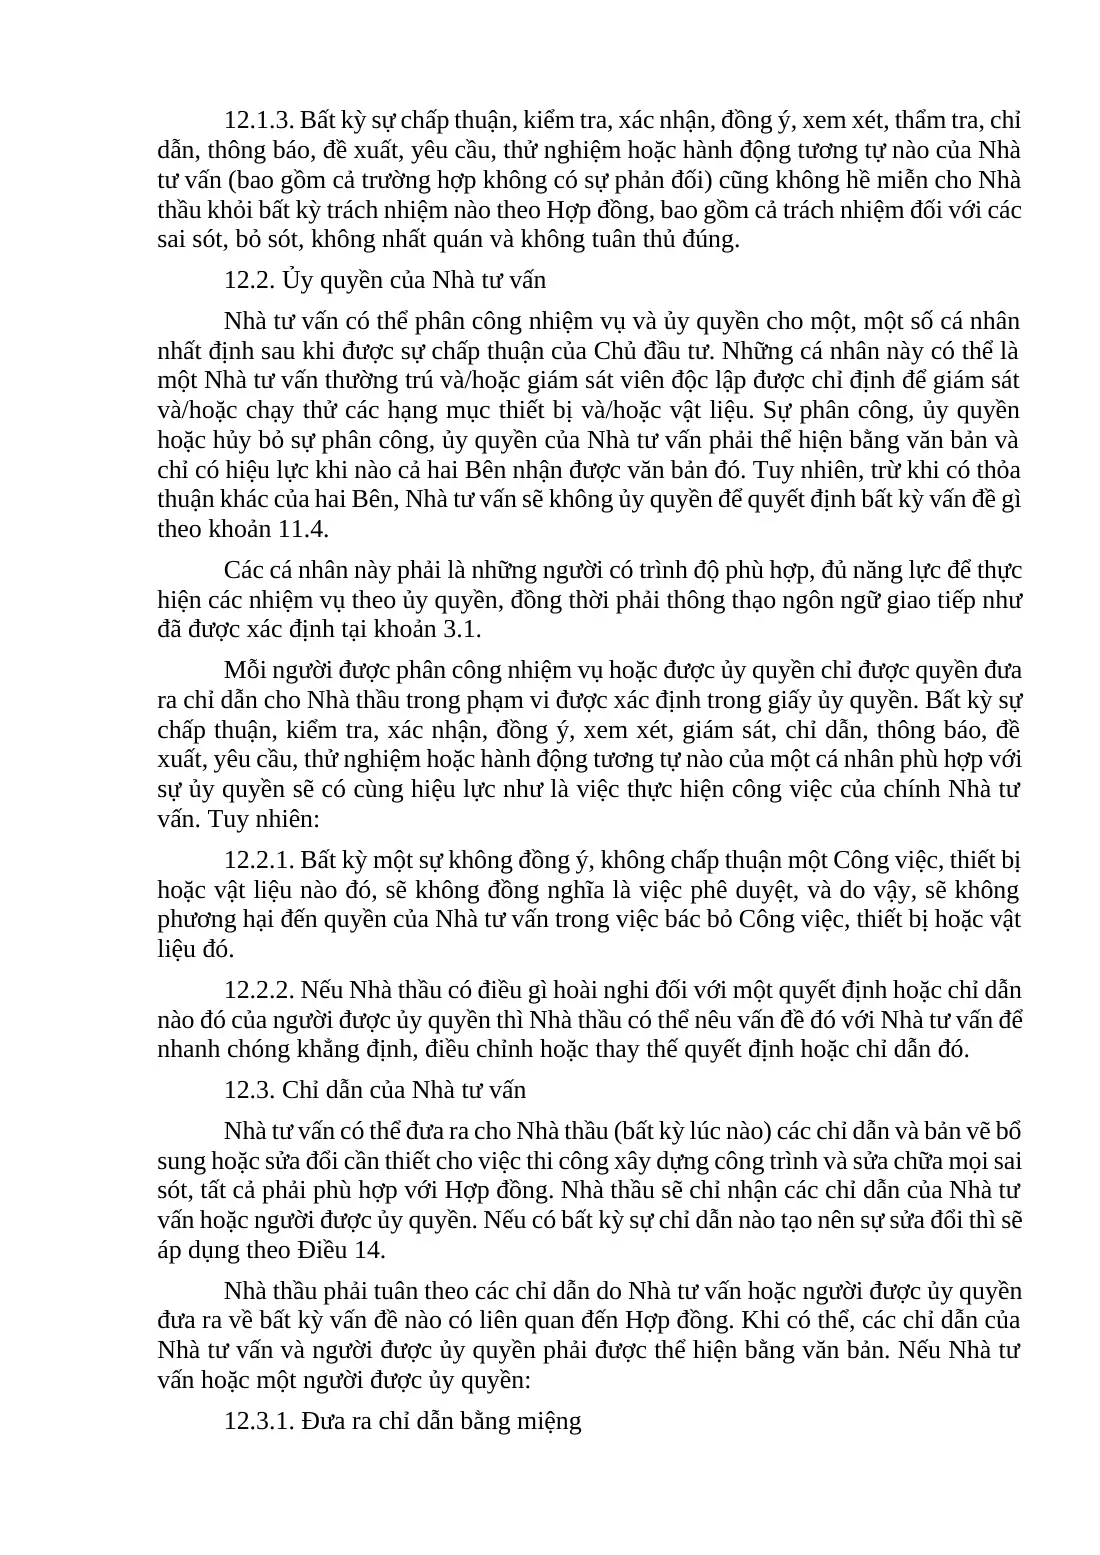 12.1.3. Bất kỳ sự chấp thuận, kiểm tra, xác nhận, đồng ý, xem xét, thẩm tra, chỉ
dẫn, thông báo, đề xuất, yêu cầu, thử nghiệm hoặc hành động tương tự nào của Nhà
tư vấn (bao gồm cả trường hợp không có sự phản đối) cũng không hề miễn cho Nhà
thầu khỏi bất kỳ trách nhiệm nào theo Hợp đồng, bao gồm cả trách nhiệm đối với các
sai sót, bỏ sót, không nhất quán và không tuân thủ đúng.
12.2. Ủy quyền của Nhà tư vấn
Nhà tư vấn có thể phân công nhiệm vụ và ủy quyền cho một, một số cá nhân
nhất định sau khi được sự chấp thuận của Chủ đầu tư. Những cá nhân này có thể là
một Nhà tư vấn thường trú và/hoặc giám sát viên độc lập được chỉ định để giám sát
và/hoặc chạy thử các hạng mục thiết bị và/hoặc vật liệu. Sự phân công, ủy quyền
hoặc hủy bỏ sự phân công, ủy quyền của Nhà tư vấn phải thể hiện bằng văn bản và
chỉ có hiệu lực khi nào cả hai Bên nhận được văn bản đó. Tuy nhiên, trừ khi có thỏa
thuận khác của hai Bên, Nhà tư vấn sẽ không ủy quyền để quyết định bất kỳ vấn đề gì
theo khoản 11.4.
Các cá nhân này phải là những người có trình độ phù hợp, đủ năng lực để thực
hiện các nhiệm vụ theo ủy quyền, đồng thời phải thông thạo ngôn ngữ giao tiếp như
đã được xác định tại khoản 3.1.
Mỗi người được phân công nhiệm vụ hoặc được ủy quyền chỉ được quyền đưa
ra chỉ dẫn cho Nhà thầu trong phạm vi được xác định trong giấy ủy quyền. Bất kỳ sự
chấp thuận, kiểm tra, xác nhận, đồng ý, xem xét, giám sát, chỉ dẫn, thông báo, đề
xuất, yêu cầu, thử nghiệm hoặc hành động tương tự nào của một cá nhân phù hợp với
sự ủy quyền sẽ có cùng hiệu lực như là việc thực hiện công việc của chính Nhà tư
vấn. Tuy nhiên:
12.2.1. Bất kỳ một sự không đồng ý, không chấp thuận một Công việc, thiết bị
hoặc vật liệu nào đó, sẽ không đồng nghĩa là việc phê duyệt, và do vậy, sẽ không
phương hại đến quyền của Nhà tư vấn trong việc bác bỏ Công việc, thiết bị hoặc vật
liệu đó.
12.2.2. Nếu Nhà thầu có điều gì hoài nghi đối với một quyết định hoặc chỉ dẫn
nào đó của người được ủy quyền thì Nhà thầu có thể nêu vấn đề đó với Nhà tư vấn để
nhanh chóng khẳng định, điều chỉnh hoặc thay thế quyết định hoặc chỉ dẫn đó.
12.3. Chỉ dẫn của Nhà tư vấn
Nhà tư vấn có thể đưa ra cho Nhà thầu (bất kỳ lúc nào) các chỉ dẫn và bản vẽ bổ
sung hoặc sửa đổi cần thiết cho việc thi công xây dựng công trình và sửa chữa mọi sai
sót, tất cả phải phù hợp với Hợp đồng. Nhà thầu sẽ chỉ nhận các chỉ dẫn của Nhà tư
vấn hoặc người được ủy quyền. Nếu có bất kỳ sự chỉ dẫn nào tạo nên sự sửa đổi thì sẽ
áp dụng theo Điều 14.
Nhà thầu phải tuân theo các chỉ dẫn do Nhà tư vấn hoặc người được ủy quyền
đưa ra về bất kỳ vấn đề nào có liên quan đến Hợp đồng. Khi có thể, các chỉ dẫn của
Nhà tư vấn và người được ủy quyền phải được thể hiện bằng văn bản. Nếu Nhà tư
vấn hoặc một người được ủy quyền:
12.3.1. Đưa ra chỉ dẫn bằng miệng